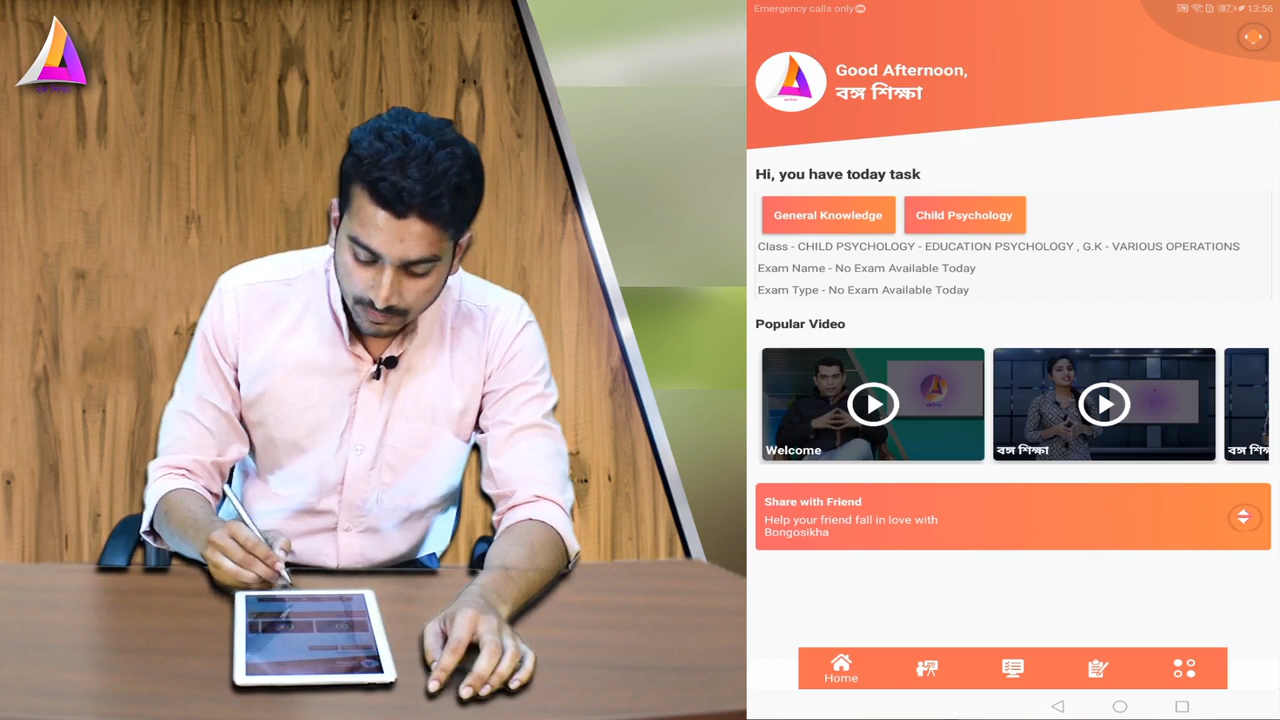 Emergency calls only
13:56
Good Afternoon,
বঙ্গ শিক্ষা
Hi, you have today task
General Knowledge
Child Psychology
Class - CHILD PSYCHOLOGY - EDUCATION PSYCHOLOGY , G.K - VARIOUS OPERATIONS
Exam Name - No Exam Available Today
Exam Type - No Exam Available Today
Popular Video
Welcome
বঙ্গ শিক্ষা
Share with Friend
Help your friend fall in love with
Bongosikha
Home